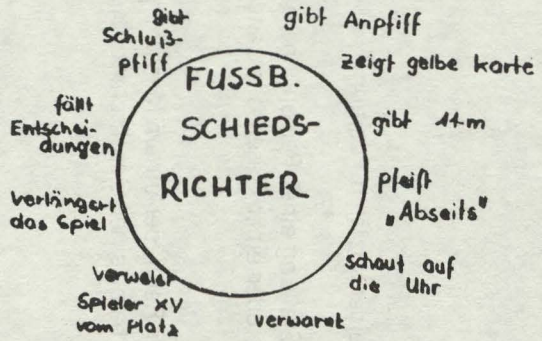 gibt
Schluß-
pfiff
gibt Anpfiff
zeigt gelbe Karte
gibt 11-m
pfeift
„Abseits"
schaut auf
die Uhr
verwarnt
verweist
Spieler XY
vom Platz
verlängert
das Spiel
fällt
Entschei-
dungen
FUSSB.
SCHIEDS-
RICHTER